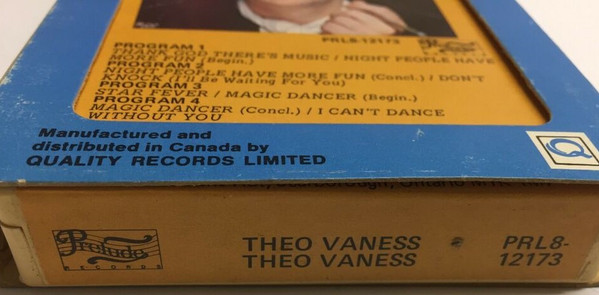 PRL8-12173
PROGRAM 1
THANK GOD THERE'S MUSIC / NIGHT PEOPLE HAVE
MORE FUN (Begin.)
PROGRAM 2
NIGHT PEOPLE HAVE MORE FUN (Concl.) / DON'T
KNOCK (I'll Be Waiting For You)
PROGRAM 3
STAR FEVER / MAGIC DANCER (Begin.)
PROGRAM 4
MAGIC DANCER (Concl.) / I CAN'T DANCE
WITHOUT YOU
Manufactured and
distributed in Canada by
QUALITY RECORDS LIMITED
Q
Scarborough, Ontario
Prelude
RECORDS
THEO VANESS
THEO VANESS
PRL8-
12173